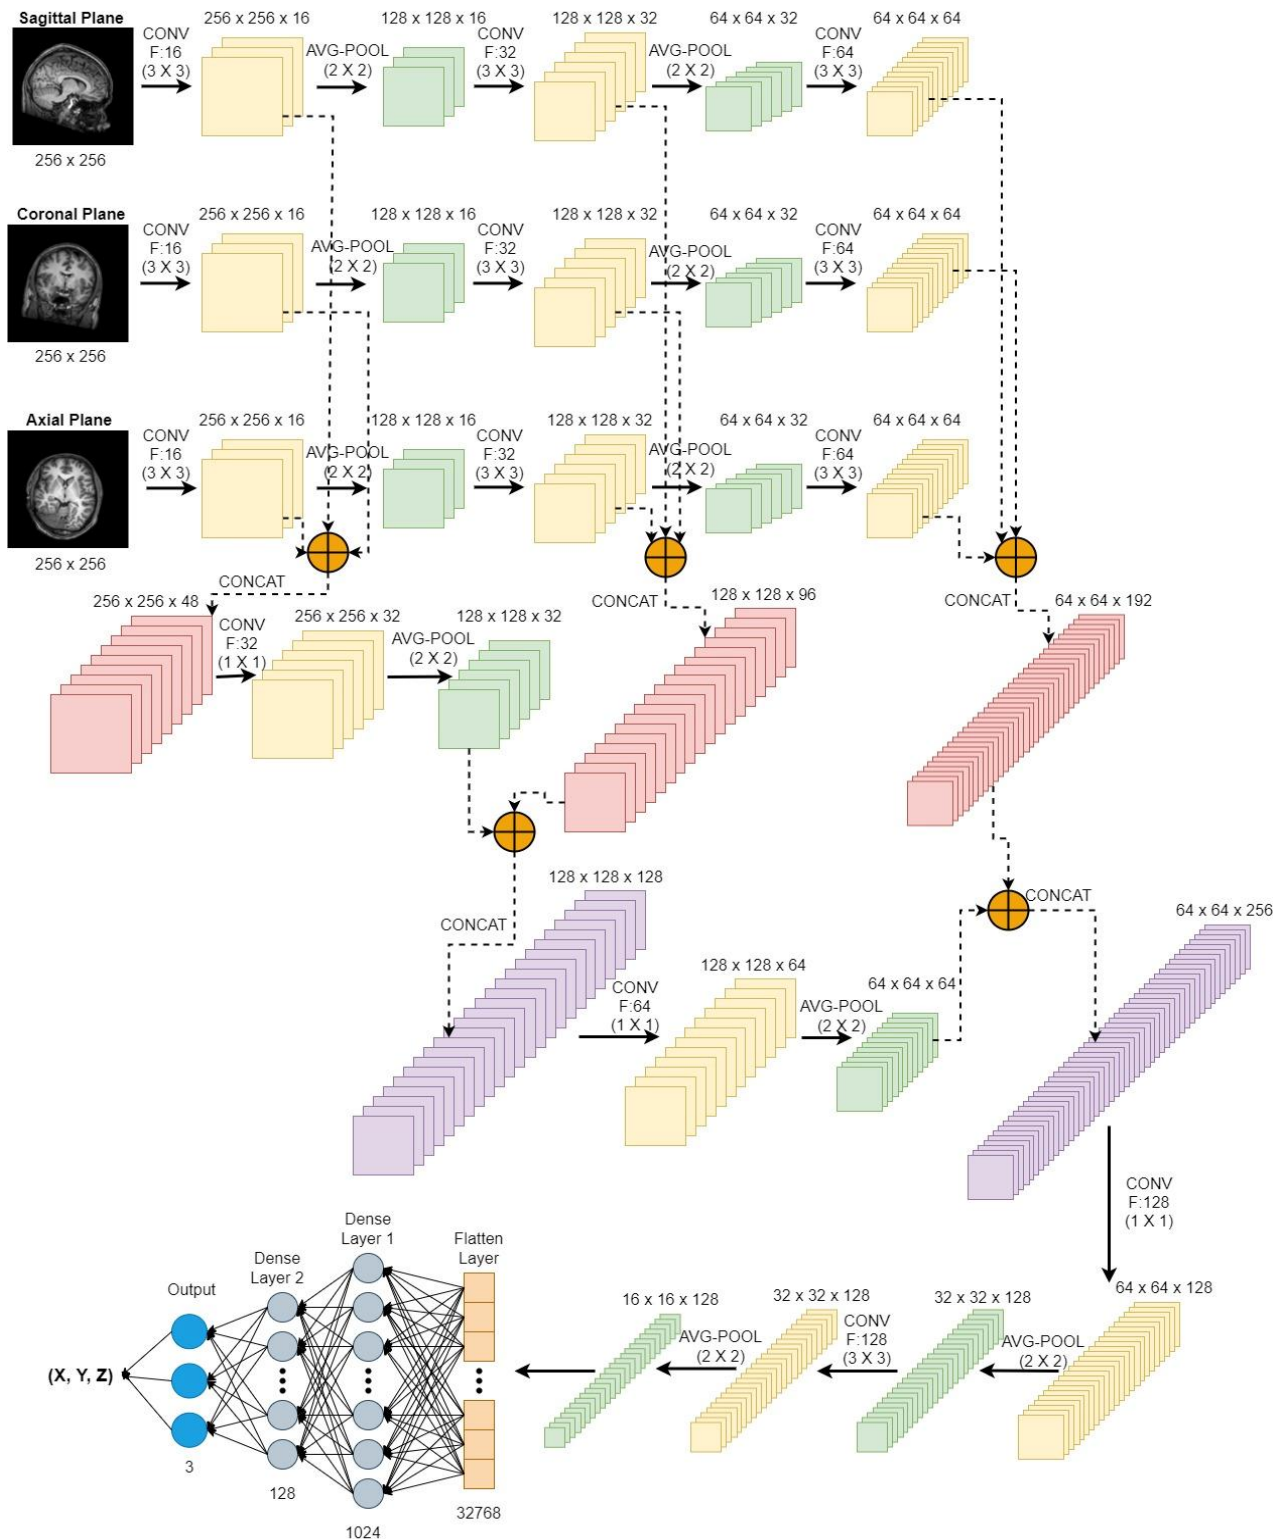 Sagittal Plane
CONV
F:16
(3 X 3)
256 x 256 x 16
AVG-POOL
(2 X 2)
128 x 128 x 16
CONV
F:32
(3 X 3)
128 x 128 x 32
AVG-POOL
(2 X 2)
64 x 64 x 32
CONV
F:64
(3 X 3)
64 x 64 x 64
256 x 256
Coronal Plane
CONV
F:16
(3 X 3)
256 x 256 x 16
AVG-POOL
(2 X 2)
128 x 128 x 16
CONV
F:32
(3 X 3)
128 x 128 x 32
AVG-POOL
(2 X 2)
64 x 64 x 32
CONV
F:64
(3 X 3)
64 x 64 x 64
256 x 256
Axial Plane
CONV
F:16
(3 X 3)
256 x 256 x 16
AVG-POOL
(2 X 2)
128 x 128 x 16
CONV
F:32
(3 X 3)
128 x 128 x 32
AVG-POOL
(2 X 2)
64 x 64 x 32
CONV
F:64
(3 X 3)
64 x 64 x 64
256 x 256
CONCAT
CONCAT
CONCAT
256 x 256 x 48
CONV
F:32
(1 X 1)
256 x 256 x 32
AVG-POOL
(2 X 2)
128 x 128 x 32
128 x 128 x 96
64 x 64 x 192
CONCAT
128 x 128 x 128
CONV
F:64
(1 X 1)
128 x 128 x 64
AVG-POOL
(2 X 2)
64 x 64 x 64
CONCAT
64 x 64 x 256
CONV
F:128
(1 X 1)
64 x 64 x 128
AVG-POOL
(2 X 2)
32 x 32 x 128
CONV
F:128
(3 X 3)
32 x 32 x 128
AVG-POOL
(2 X 2)
16 x 16 x 128
Flatten
Layer
32768
Dense
Layer 1
1024
Dense
Layer 2
128
Output
3
(X, Y, Z)